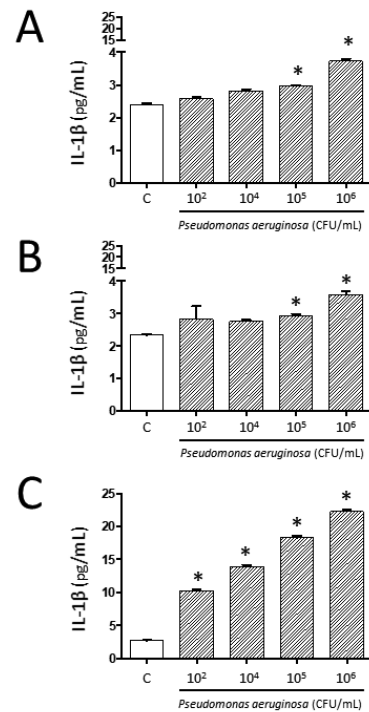 A
25
20
15
4
3
2
1
0
IL-1β (pg/mL)
*
*
C 10² 10⁴ 10⁵ 10⁶
Pseudomonas aeruginosa (CFU/mL)
B
25
20
15
4
3
2
1
0
IL-1β (pg/mL)
*
*
C 10² 10⁴ 10⁵ 10⁶
Pseudomonas aeruginosa (CFU/mL)
C
25
20
15
10
5
0
IL-1β (pg/mL)
*
*
*
*
C 10² 10⁴ 10⁵ 10⁶
Pseudomonas aeruginosa (CFU/mL)